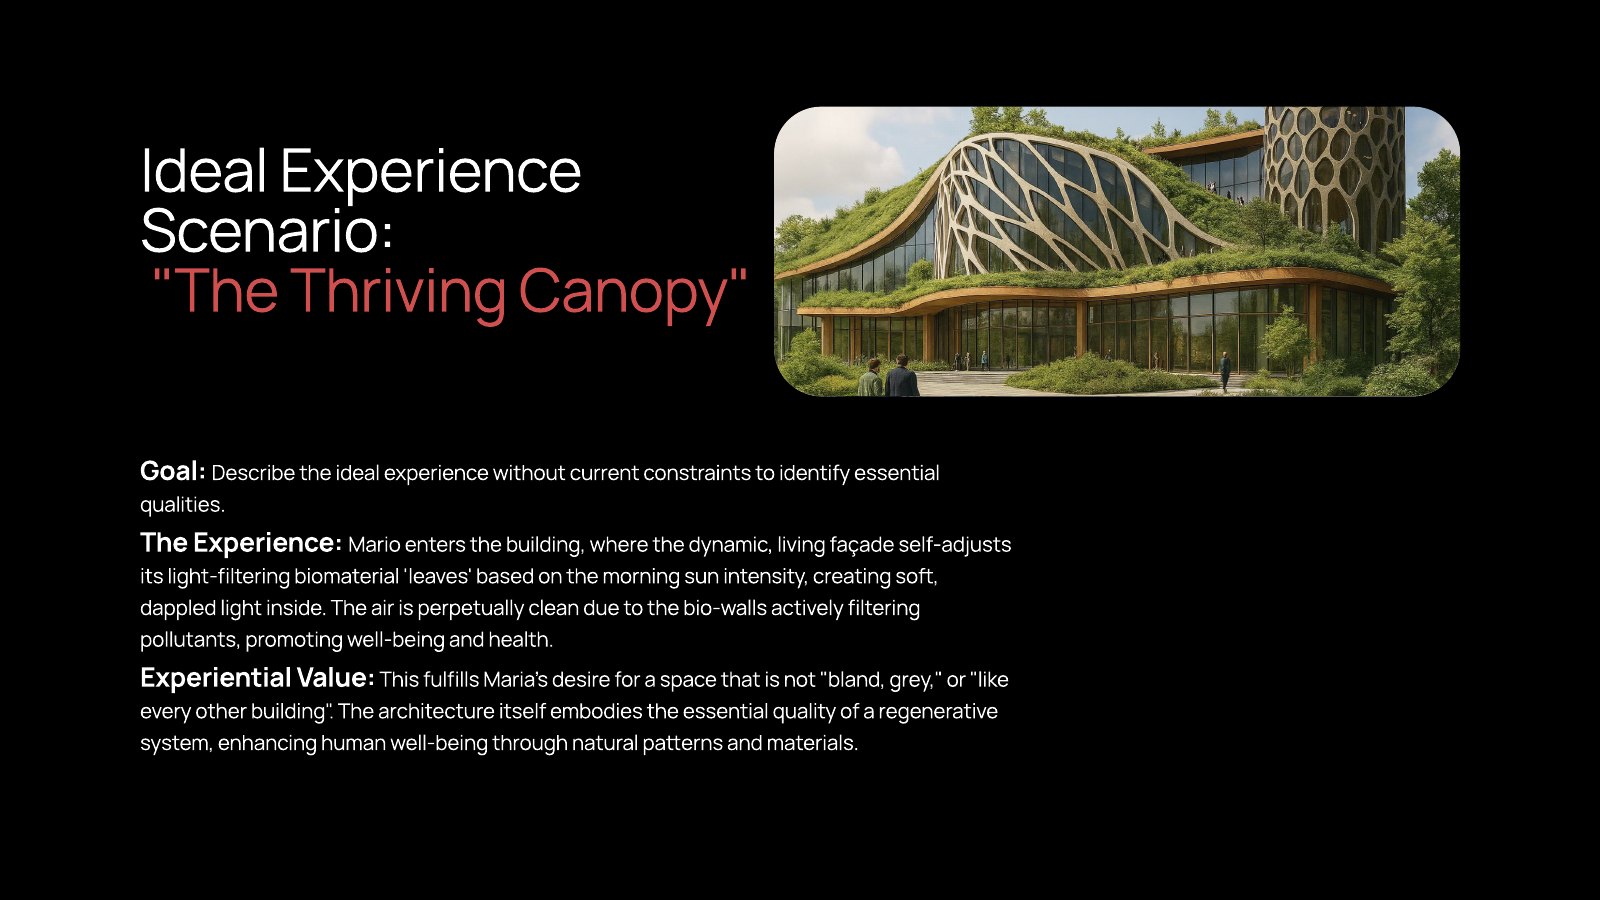 Ideal Experience
Scenario:
"The Thriving Canopy"
Goal: Describe the ideal experience without current constraints to identify essential
qualities.
The Experience: Mario enters the building, where the dynamic, living façade self-adjusts
its light-filtering biomaterial 'leaves' based on the morning sun intensity, creating soft,
dappled light inside. The air is perpetually clean due to the bio-walls actively filtering
pollutants, promoting well-being and health.
Experiential Value: This fulfills Maria's desire for a space that is not "bland, grey," or "like
every other building". The architecture itself embodies the essential quality of a regenerative
system, enhancing human well-being through natural patterns and materials.